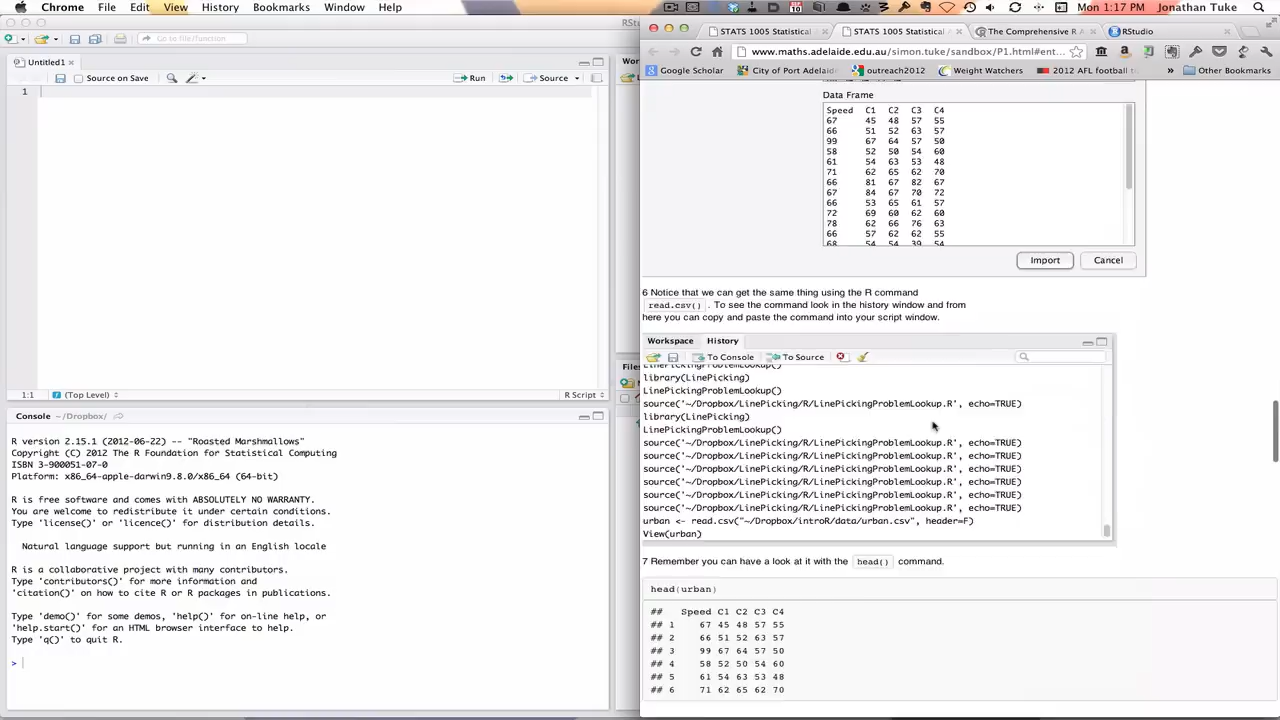 Chrome File Edit View History Bookmarks Window Help
Mon 1:17 PM Jonathan Tuke
RStu
Go to file/function
Untitled1
Source on Save
Run
Source
1
1:1
(Top Level)
R Script
Console ~/Dropbox/
R version 2.15.1 (2012-06-22) -- "Roasted Marshmallows"
Copyright (C) 2012 The R Foundation for Statistical Computing
ISBN 3-900051-07-0
Platform: x86_64-apple-darwin9.8.0/x86_64 (64-bit)
R is free software and comes with ABSOLUTELY NO WARRANTY.
You are welcome to redistribute it under certain conditions.
Type 'license()' or 'licence()' for distribution details.
Natural language support but running in an English locale
R is a collaborative project with many contributors.
Type 'contributors()' for more information and
'citation()' on how to cite R or R packages in publications.
Type 'demo()' for some demos, 'help()' for on-line help, or
'help.start()' for an HTML browser interface to help.
Type 'q()' to quit R.
>
Wor
Files
STATS 1005 Statistical
STATS 1005 Statistical
The Comprehensive R
RStudio
www.maths.adelaide.edu.au/simon.tuke/sandbox/P1.html#ent...
Google Scholar
City of Port Adelaid
outreach2012
Weight Watchers
2012 AFL football t
» Other Bookmarks
Data Frame
Speed C1 C2 C3 C4
67 45 48 57 55
66 51 52 63 57
99 67 64 57 50
58 52 50 54 60
61 54 63 53 48
71 62 65 62 70
66 81 67 82 67
67 84 67 70 72
66 53 65 61 57
72 69 60 62 60
78 62 66 76 63
66 57 62 62 55
68 54 54 39 54
Import Cancel
6 Notice that we can get the same thing using the R command
read.csv() . To see the command look in the history window and from
here you can copy and paste the command into your script window.
Workspace History
To Console To Source
LinePickingProblemLookup()
library(LinePicking)
LinePickingProblemLookup()
source('~/Dropbox/LinePicking/R/LinePickingProblemLookup.R', echo=TRUE)
library(LinePicking)
LinePickingProblemLookup()
source('~/Dropbox/LinePicking/R/LinePickingProblemLookup.R', echo=TRUE)
source('~/Dropbox/LinePicking/R/LinePickingProblemLookup.R', echo=TRUE)
source('~/Dropbox/LinePicking/R/LinePickingProblemLookup.R', echo=TRUE)
source('~/Dropbox/LinePicking/R/LinePickingProblemLookup.R', echo=TRUE)
source('~/Dropbox/LinePicking/R/LinePickingProblemLookup.R', echo=TRUE)
source('~/Dropbox/LinePicking/R/LinePickingProblemLookup.R', echo=TRUE)
urban <- read.csv("~/Dropbox/introR/data/urban.csv", header=F)
View(urban)
7 Remember you can have a look at it with the head() command.
head(urban)
## Speed C1 C2 C3 C4
## 1 67 45 48 57 55
## 2 66 51 52 63 57
## 3 99 67 64 57 50
## 4 58 52 50 54 60
## 5 61 54 63 53 48
## 6 71 62 65 62 70